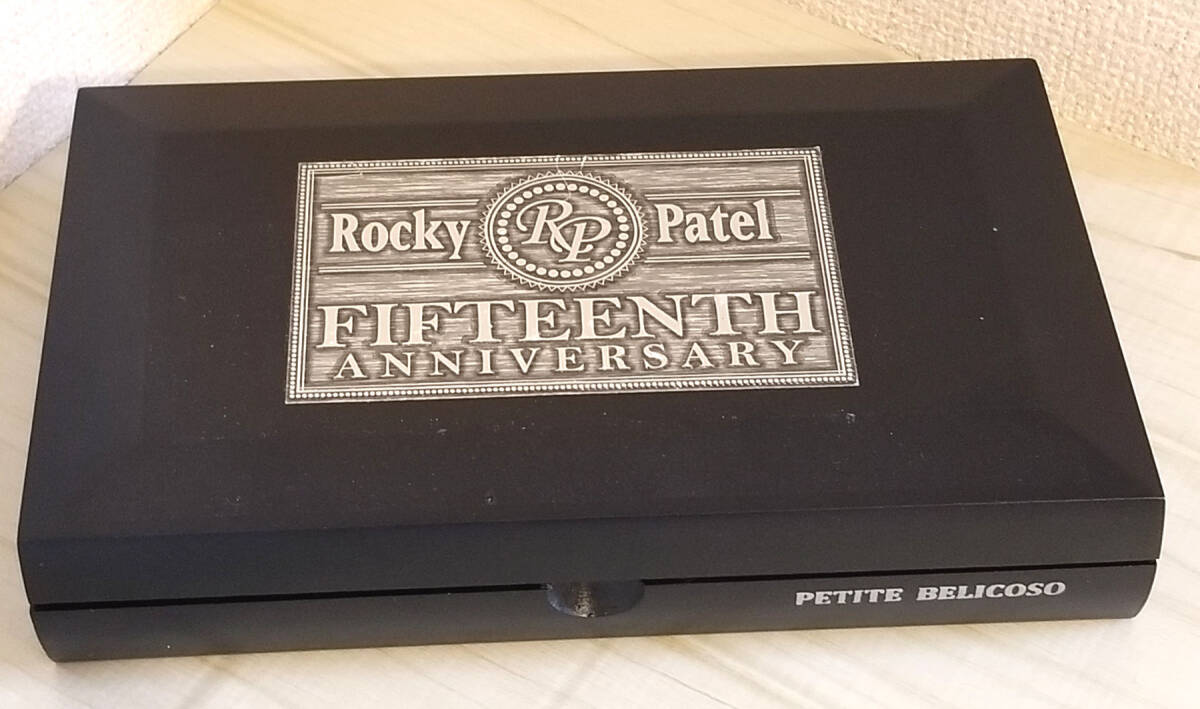 Rocky RP Patel
FIFTEENTH
ANNIVERSARY
PETITE BELICOSO